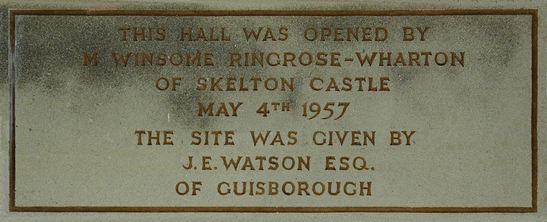 THIS HALL WAS OPENED BY
M WINSOME RINGROSE-WHARTON
OF SKELTON CASTLE
MAY 4TH 1957
THE SITE WAS GIVEN BY
J.E. WATSON ESQ.
OF GUISBOROUGH